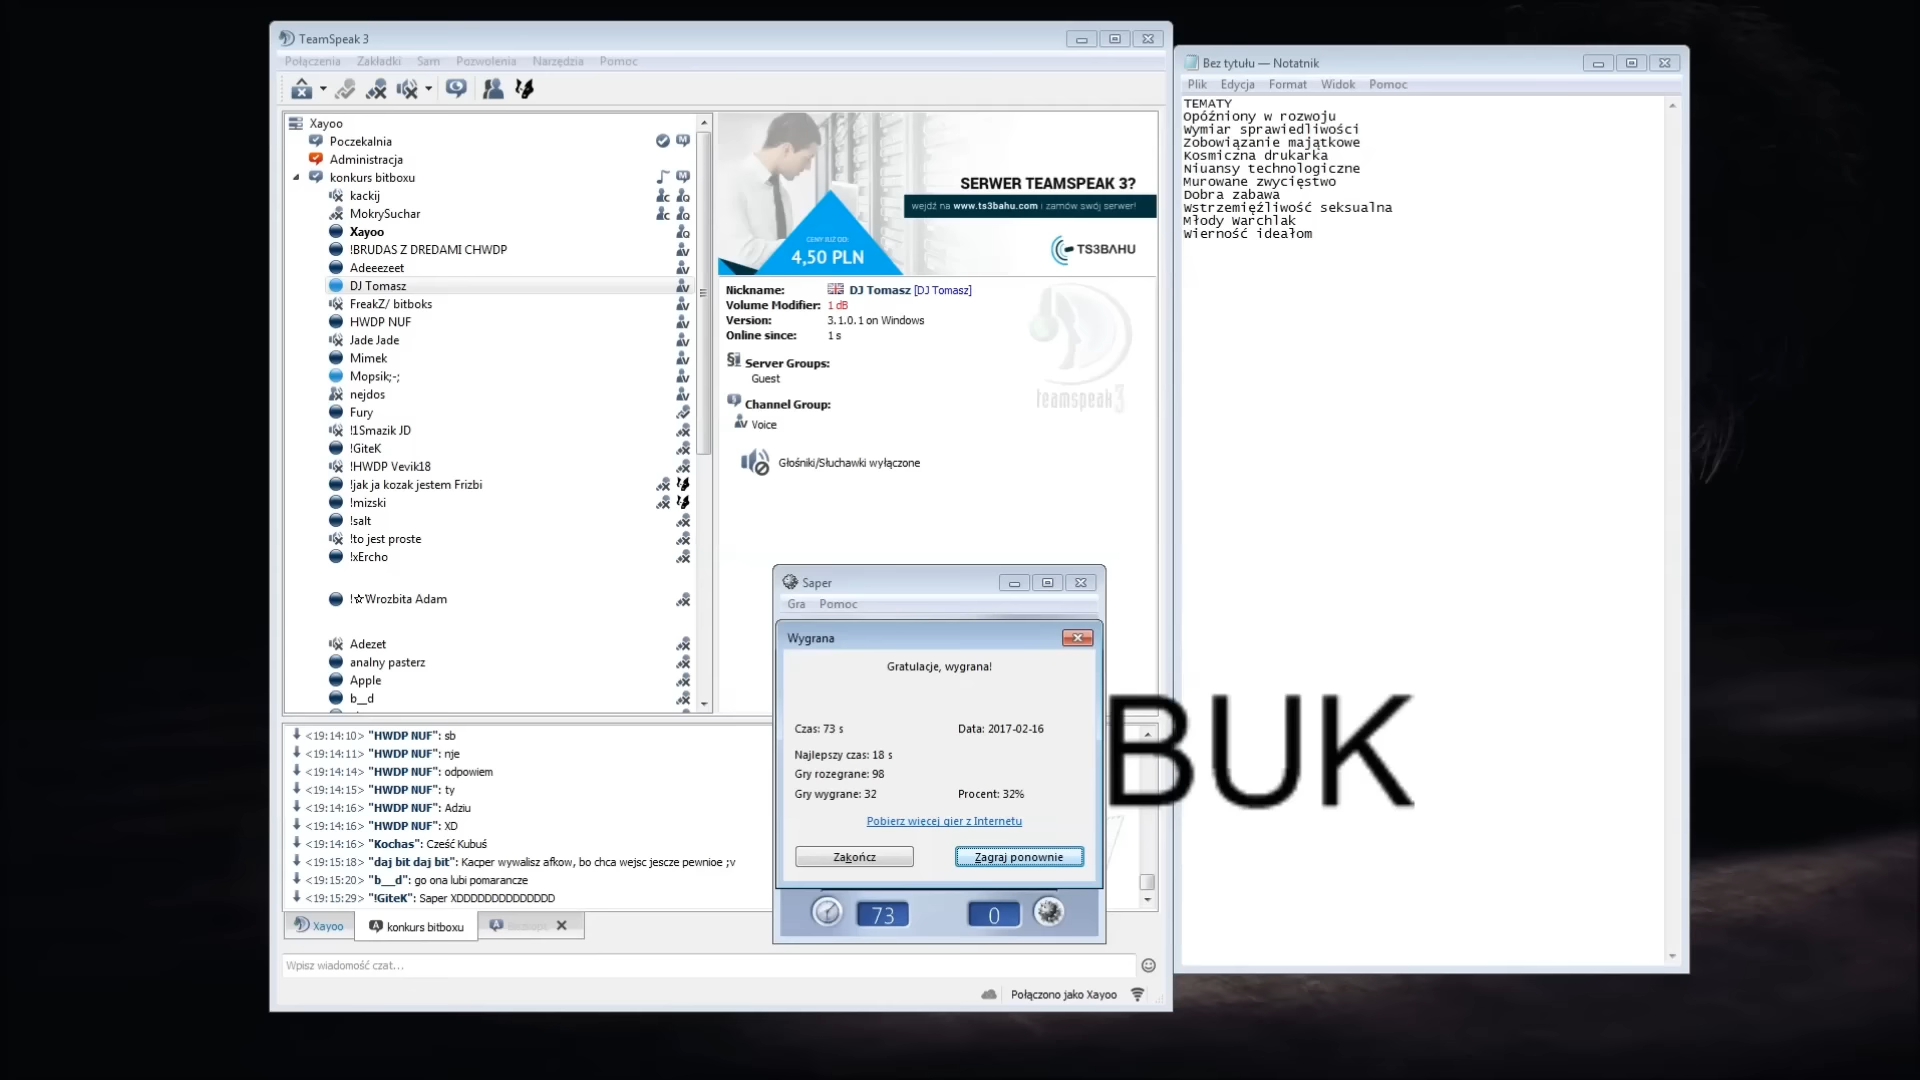 TeamSpeak 3
Połączenia Zakładki Sam Pozwolenia Narzędzia Pomoc
Xayoo
Poczekalnia
Administracja
konkurs bitboxu
kackij
MokrySuchar
Xayoo
!BRUDAS Z DREDAMI CHWDP
Adeeezeet
DJ Tomasz
FreakZ/ bitboks
HWDP NUF
Jade Jade
Mimek
Mopsik;-;
nejdos
Fury
!1Smazik JD
!GiteK
!HWDP Vevik18
!jak ja kozak jestem Frizbi
!mizski
!salt
!to jest proste
!xErcho
!☆Wrozbita Adam
Adezet
analny pasterz
Apple
b__d
SERWER TEAMSPEAK 3?
wejdź na www.ts3bahu.com i zamów swój serwer!
CENY JUŻ OD:
4,50 PLN
TS3BAHU
Nickname: DJ Tomasz [DJ Tomasz]
Volume Modifier: 1 dB
Version: 3.1.0.1 on Windows
Online since: 1 s
Server Groups:
Guest
Channel Group:
Voice
Głośniki/Słuchawki wyłączone
teamspeak3
<19:14:10> "HWDP NUF": sb
<19:14:11> "HWDP NUF": nje
<19:14:14> "HWDP NUF": odpowiem
<19:14:15> "HWDP NUF": ty
<19:14:16> "HWDP NUF": Adziu
<19:14:16> "HWDP NUF": XD
<19:14:16> "Kochas": Cześć Kubuś
<19:15:18> "daj bit daj bit": Kacper wywalisz afkow, bo chca wejsc jescze pewnioe ;v
<19:15:20> "b__d": go ona lubi pomarancze
<19:15:29> "!GiteK": Saper XDDDDDDDDDDDDDD
Xayoo konkurs bitboxu
Wpisz wiadomość czat...
Połączono jako Xayoo
Saper
Gra Pomoc
Wygrana
Gratulacje, wygrana!
Czas: 73 s Data: 2017-02-16
Najlepszy czas: 18 s
Gry rozegrane: 98
Gry wygrane: 32 Procent: 32%
Pobierz więcej gier z Internetu
Zakończ Zagraj ponownie
73 0
BUK
Bez tytułu — Notatnik
Plik Edycja Format Widok Pomoc
TEMATY
Opóźniony w rozwoju
Wymiar sprawiedliwości
Zobowiązanie majątkowe
Kosmiczna drukarka
Niuansy technologiczne
Murowane zwycięstwo
Dobra zabawa
Wstrzemięźliwość seksualna
Młody Warchlak
Wierność ideałom